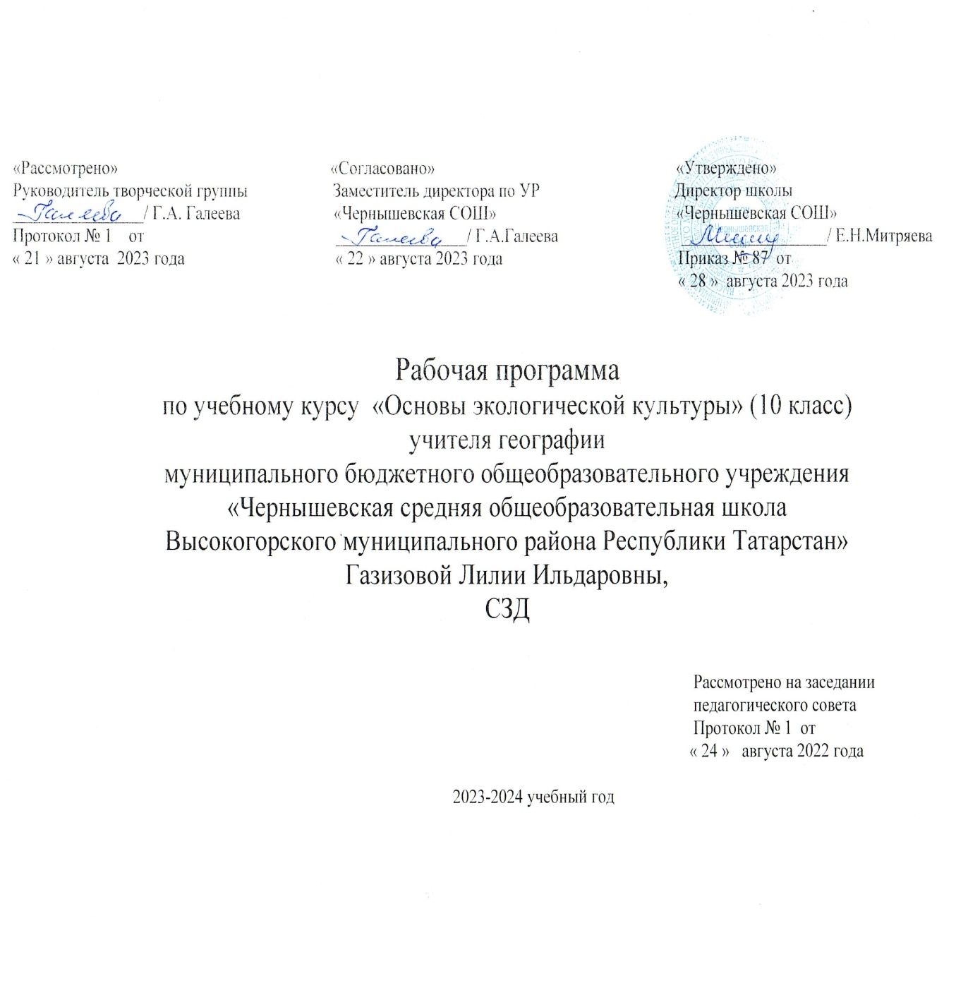 «Рассмотрено»
Руководитель творческой группы
Галеева / Г.А. Галеева
Протокол № 1 от
« 21 » августа 2023 года
«Согласовано»
Заместитель директора по УР
«Чернышевская СОШ»
Галеева / Г.А.Галеева
« 22 » августа 2023 года
«Утверждено»
Директор школы
«Чернышевская СОШ»
/ Е.Н.Митряева
Приказ № 87 от
« 28 » августа 2023 года
Рабочая программа
по учебному курсу «Основы экологической культуры» (10 класс)
учителя географии
муниципального бюджетного общеобразовательного учреждения
«Чернышевская средняя общеобразовательная школа
Высокогорского муниципального района Республики Татарстан»
Газизовой Лилии Ильдаровны,
СЗД
Рассмотрено на заседании
педагогического совета
Протокол № 1 от
« 24 » августа 2022 года
2023-2024 учебный год